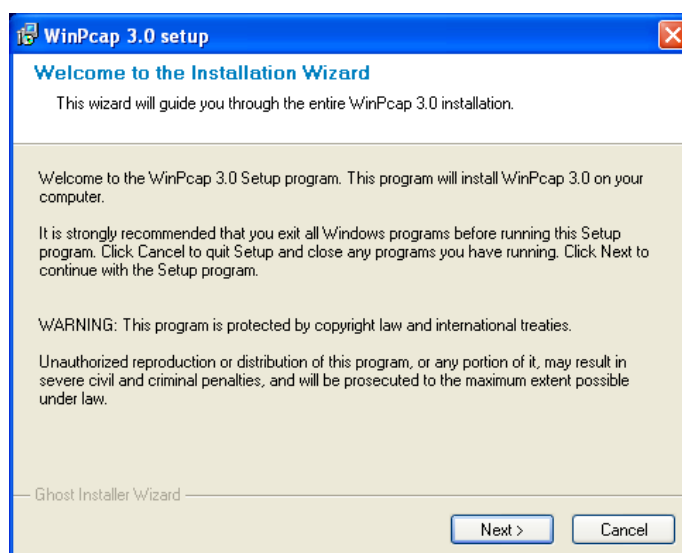 WinPcap 3.0 setup
Welcome to the Installation Wizard
This wizard will guide you through the entire WinPcap 3.0 installation.
Welcome to the WinPcap 3.0 Setup program. This program will install WinPcap 3.0 on your
computer.
It is strongly recommended that you exit all Windows programs before running this Setup
program. Click Cancel to quit Setup and close any programs you have running. Click Next to
continue with the Setup program.
WARNING: This program is protected by copyright law and international treaties.
Unauthorized reproduction or distribution of this program, or any portion of it, may result in
severe civil and criminal penalties, and will be prosecuted to the maximum extent possible
under law.
Ghost Installer Wizard
Next > Cancel